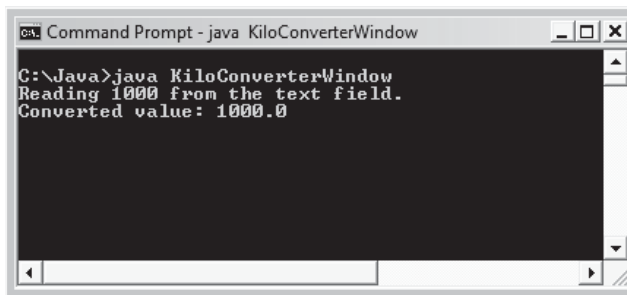 Command Prompt - java KiloConverterWindow
C:\Java>java KiloConverterWindow
Reading 1000 from the text field.
Converted value: 1000.0